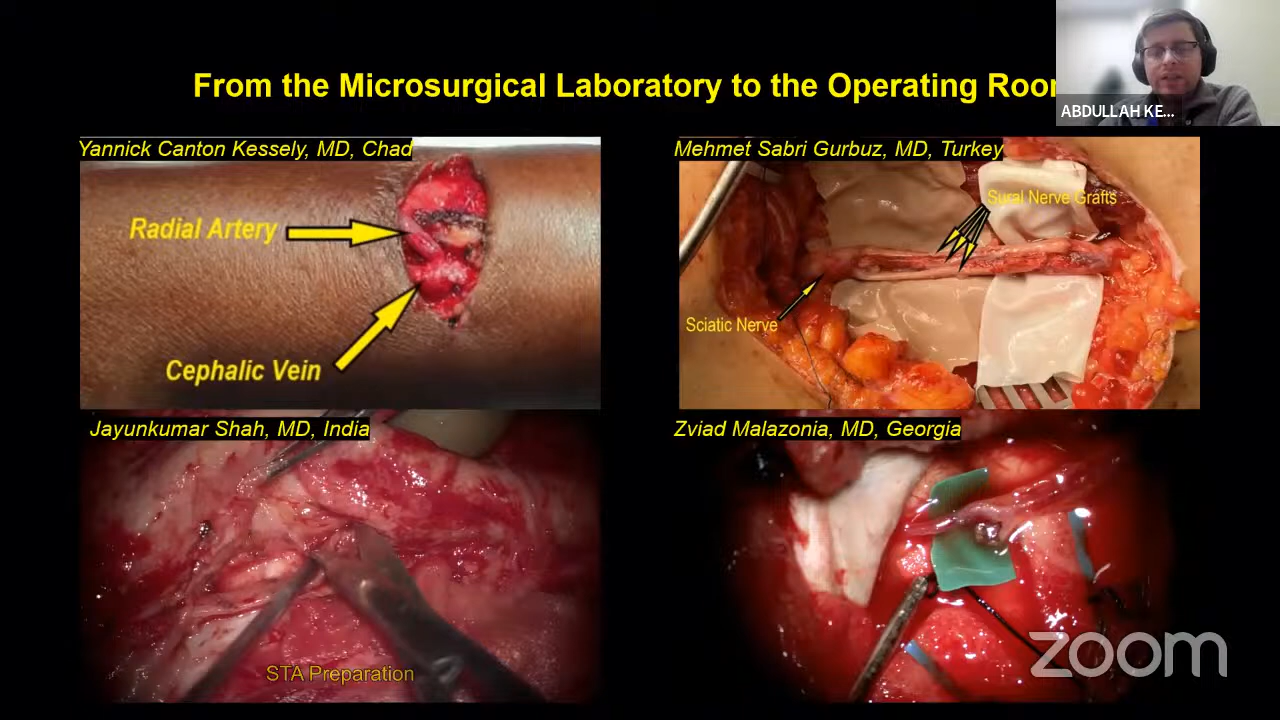 From the Microsurgical Laboratory to the Operating Roo
ABDULLAH KE...
Yannick Canton Kessely, MD, Chad
Radial Artery
Cephalic Vein
Mehmet Sabri Gurbuz, MD, Turkey
Sural Nerve Grafts
Sciatic Nerve
Jayunkumar Shah, MD, India
STA Preparation
Zviad Malazonia, MD, Georgia
zoom